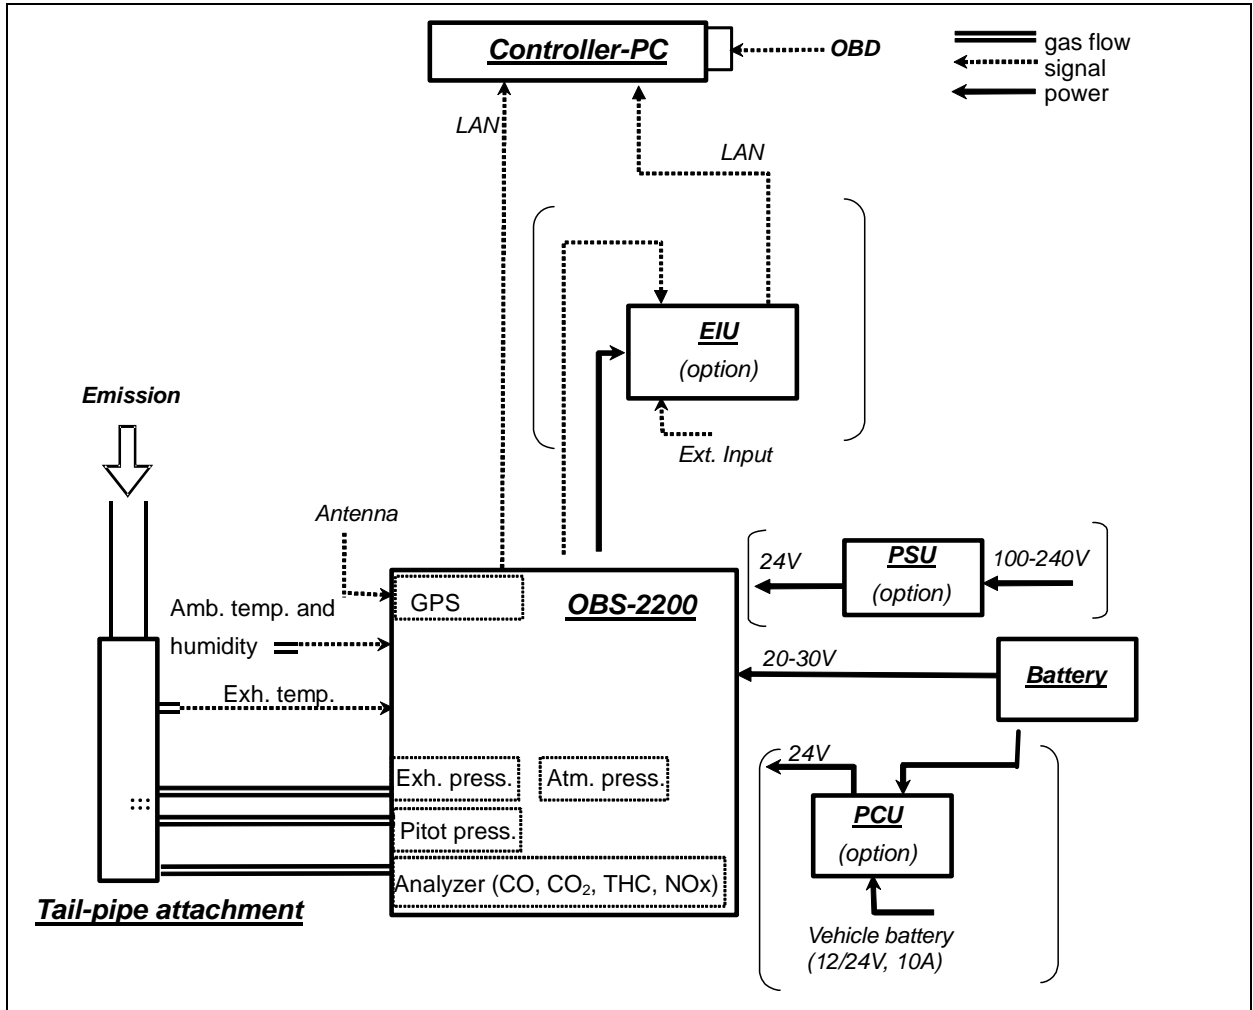 Controller-PC
OBD
gas flow
signal
power
LAN
LAN
EIU
(option)
Ext. Input
Emission
Antenna
GPS
OBS-2200
Amb. temp. and
humidity
Exh. temp.
24V
PSU
(option)
100-240V
20-30V
Battery
Exh. press.
Atm. press.
Pitot press.
Analyzer (CO, CO₂, THC, NOx)
Tail-pipe attachment
24V
PCU
(option)
Vehicle battery
(12/24V, 10A)